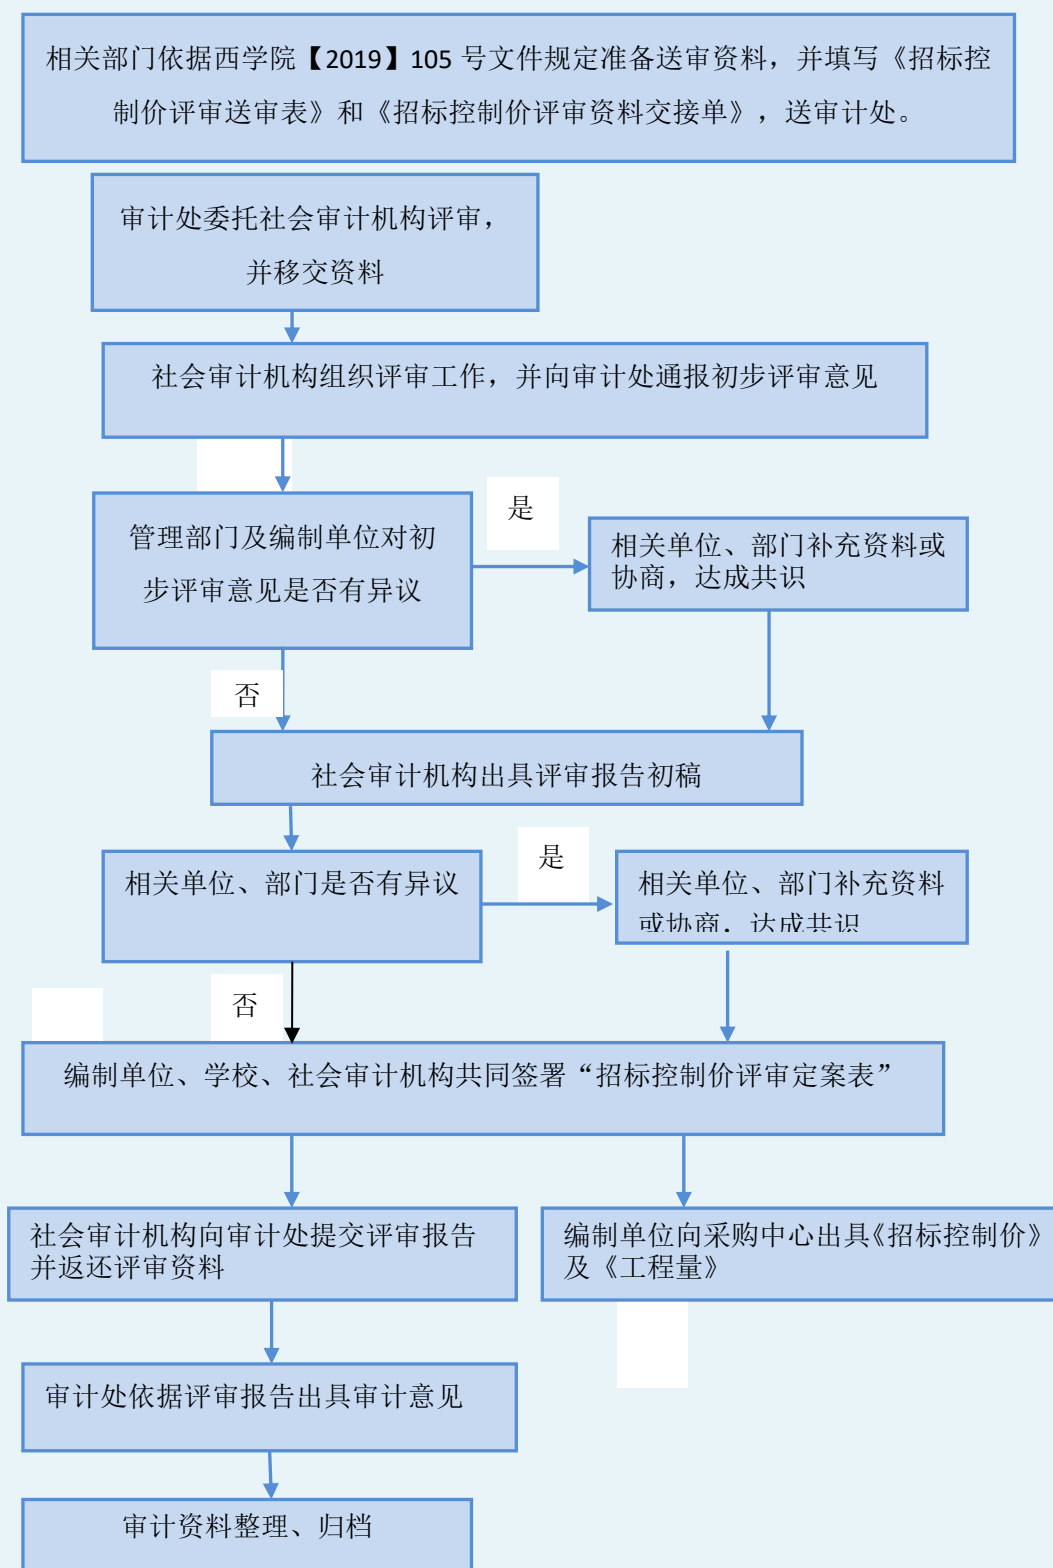 相关部门依据西学院【2019】105 号文件规定准备送审资料，并填写《招标控
制价评审送审表》和《招标控制价评审资料交接单》，送审计处。
审计处委托社会审计机构评审，
并移交资料
社会审计机构组织评审工作，并向审计处通报初步评审意见
管理部门及编制单位对初
步评审意见是否有异议
是
相关单位、部门补充资料或
协商，达成共识
否
社会审计机构出具评审报告初稿
相关单位、部门是否有异议
是
相关单位、部门补充资料
或协商，达成共识
否
编制单位、学校、社会审计机构共同签署“招标控制价评审定案表”
社会审计机构向审计处提交评审报告
并返还评审资料
编制单位向采购中心出具《招标控制价》
及《工程量》
审计处依据评审报告出具审计意见
审计资料整理、归档